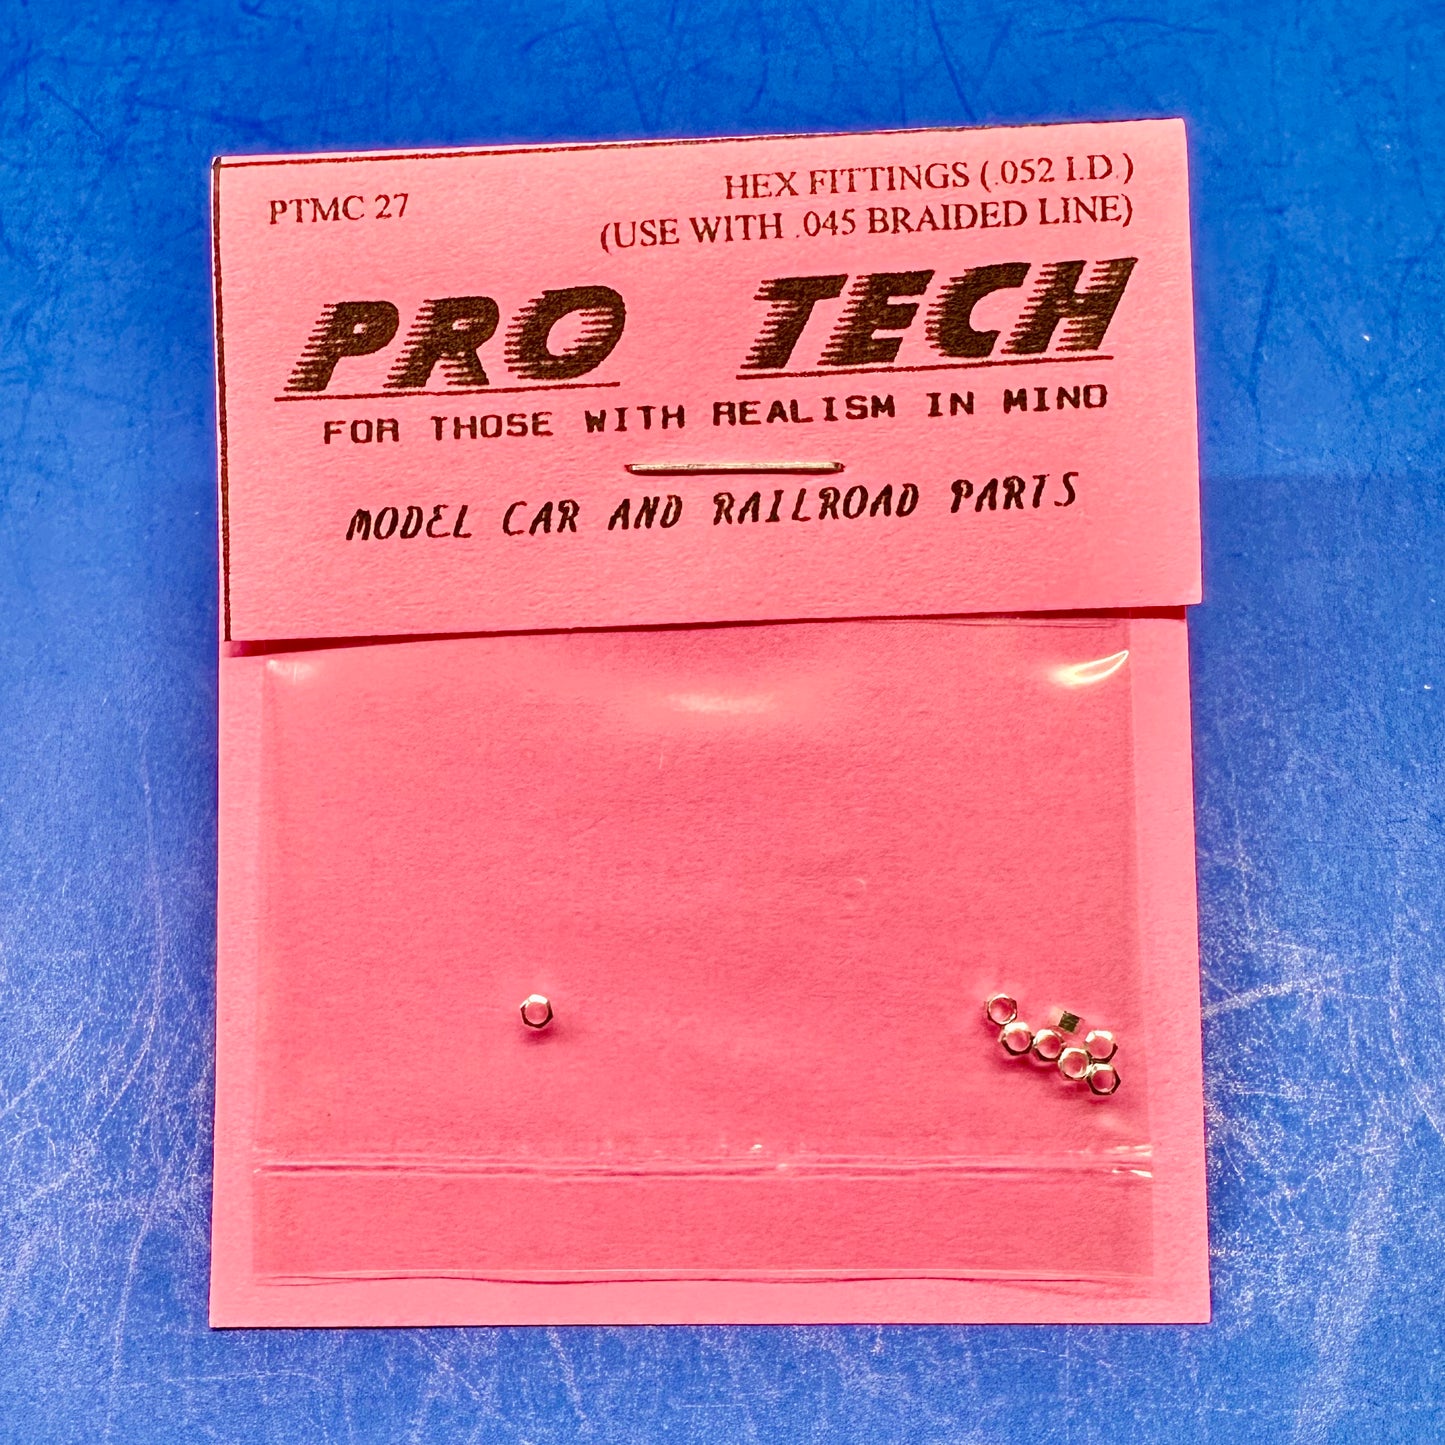 PTMC 27
HEX FITTINGS (.052 I.D.)
(USE WITH .045 BRAIDED LINE)
PRO TECH
FOR THOSE WITH REALISM IN MIND
MODEL CAR AND RAILROAD PARTS